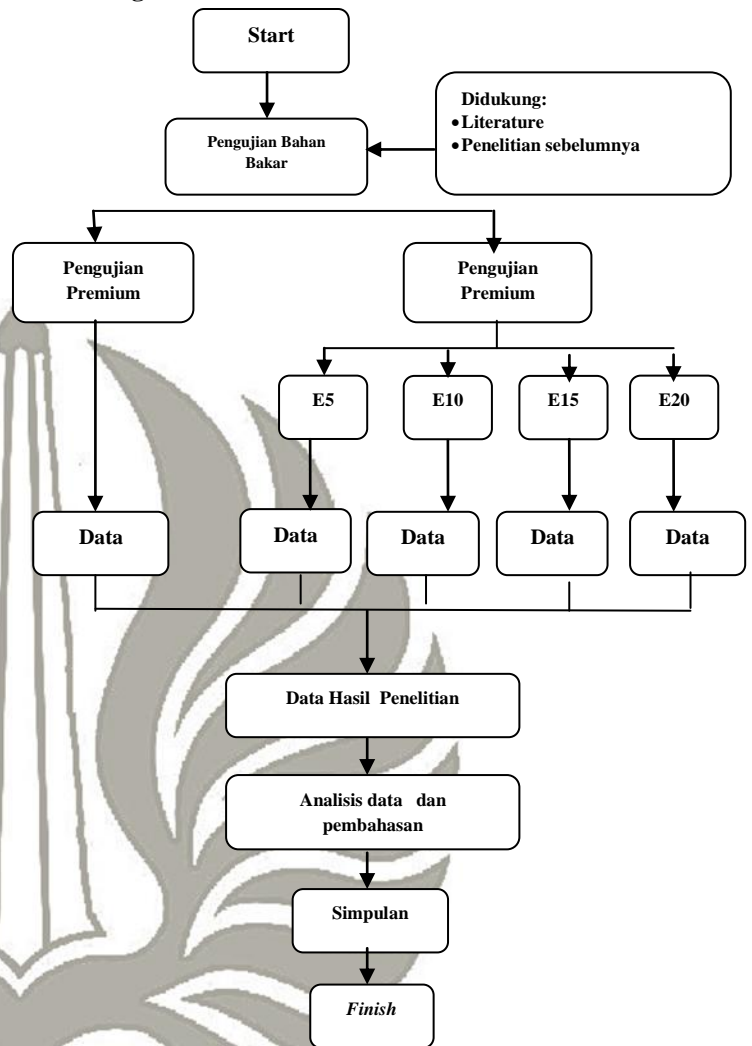 Start
Didukung:
•Literature
•Penelitian sebelumnya
Pengujian Bahan
Bakar
Pengujian
Premium
Pengujian
Premium
E5
E10
E15
E20
Data
Data
Data
Data
Data
Data Hasil Penelitian
Analisis data dan
pembahasan
Simpulan
Finish